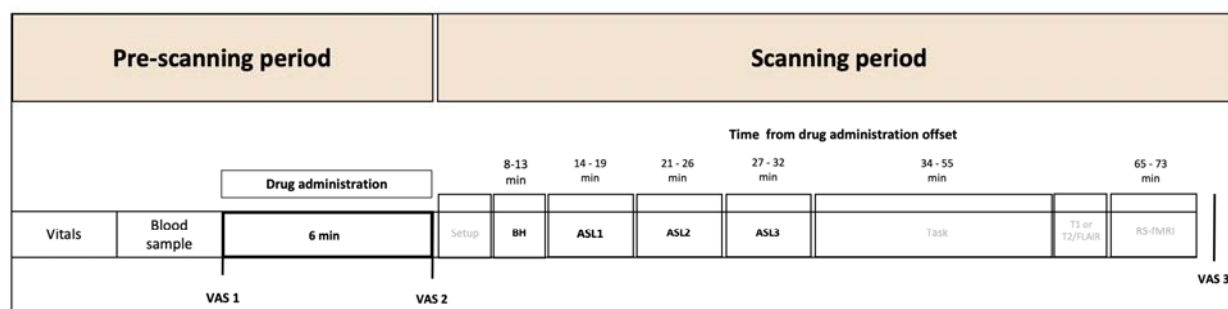 Pre-scanning period
Scanning period
Time from drug administration offset
8-13
min
14 - 19
min
21 - 26
min
27 - 32
min
34 - 55
min
65 - 73
min
Drug administration
Vitals
Blood
sample
6 min
Setup
BH
ASL1
ASL2
ASL3
Task
T1 or
T2/FLAIR
RS-fMRI
VAS 1
VAS 2
VAS 3